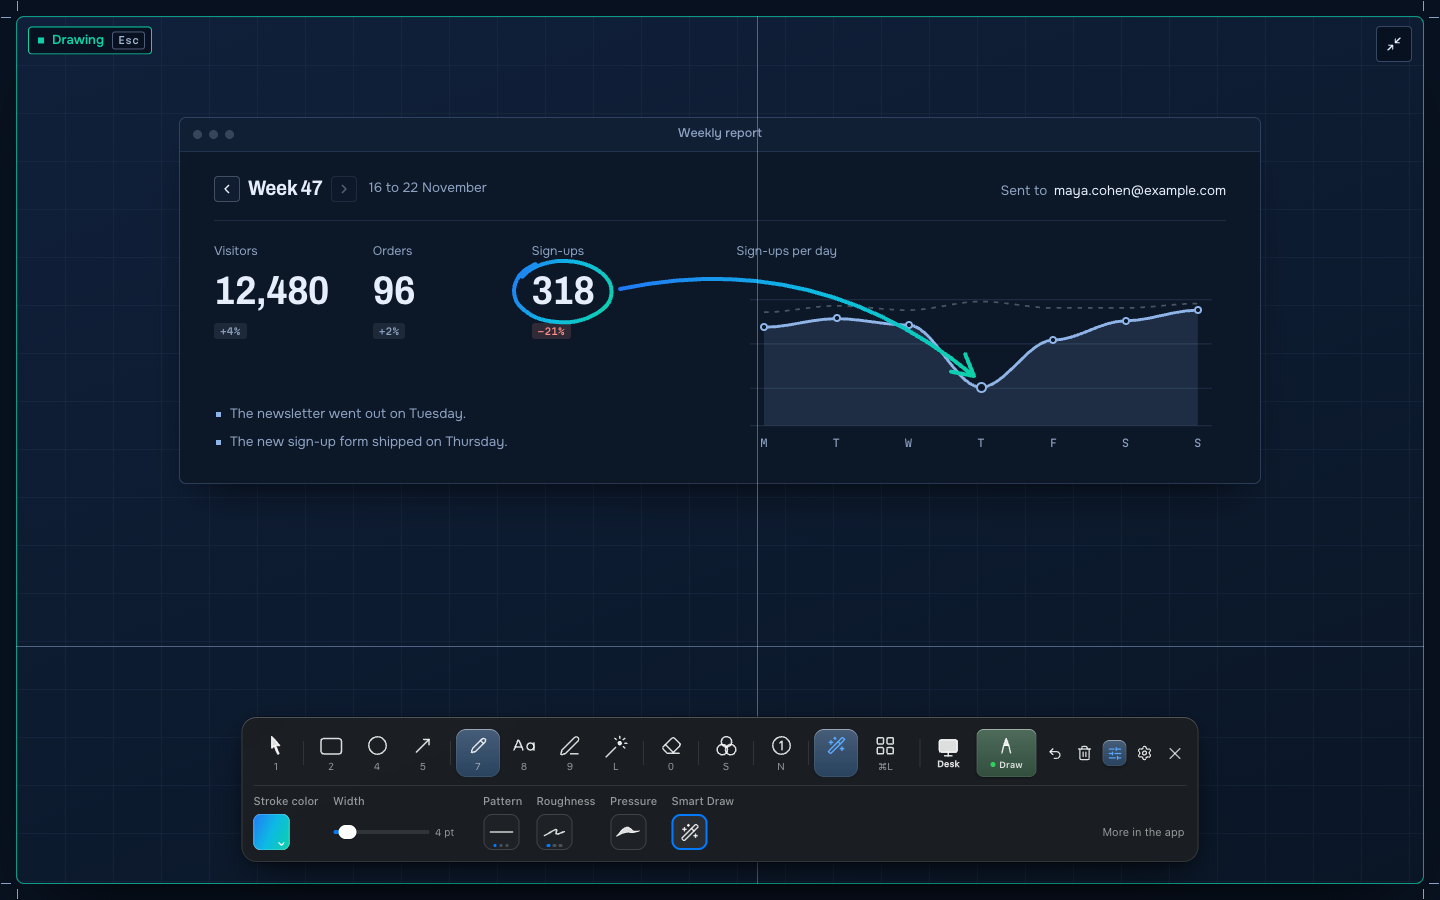 Drawing Esc
Weekly report
Week 47 16 to 22 November
Sent to maya.cohen@example.com
Visitors Orders Sign-ups Sign-ups per day
12,480 96 318
+4% +2% −21%
The newsletter went out on Tuesday.
The new sign-up form shipped on Thursday.
M T W T F S S
Aa 1
1 2 4 5 7 8 9 L 0 S N ⌘L
Desk Draw
Stroke color Width Pattern Roughness Pressure Smart Draw
4 pt
More in the app